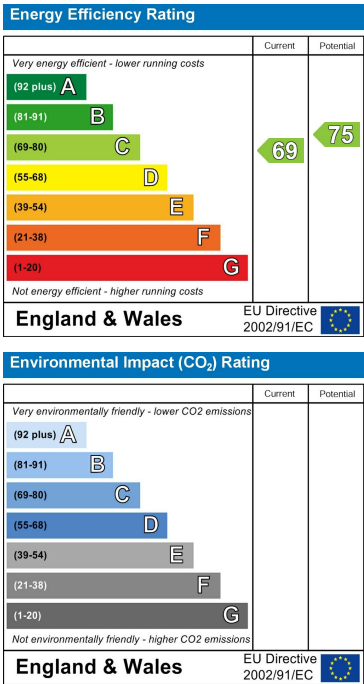 Energy Efficiency Rating
Current Potential
Very energy efficient - lower running costs
(92 plus) A
(81-91) B
(69-80) C
(55-68) D
(39-54) E
(21-38) F
(1-20) G
69
75
Not energy efficient - higher running costs
England & Wales
EU Directive
2002/91/EC
Environmental Impact (CO₂) Rating
Current Potential
Very environmentally friendly - lower CO2 emissions
(92 plus) A
(81-91) B
(69-80) C
(55-68) D
(39-54) E
(21-38) F
(1-20) G
Not environmentally friendly - higher CO2 emissions
England & Wales
EU Directive
2002/91/EC